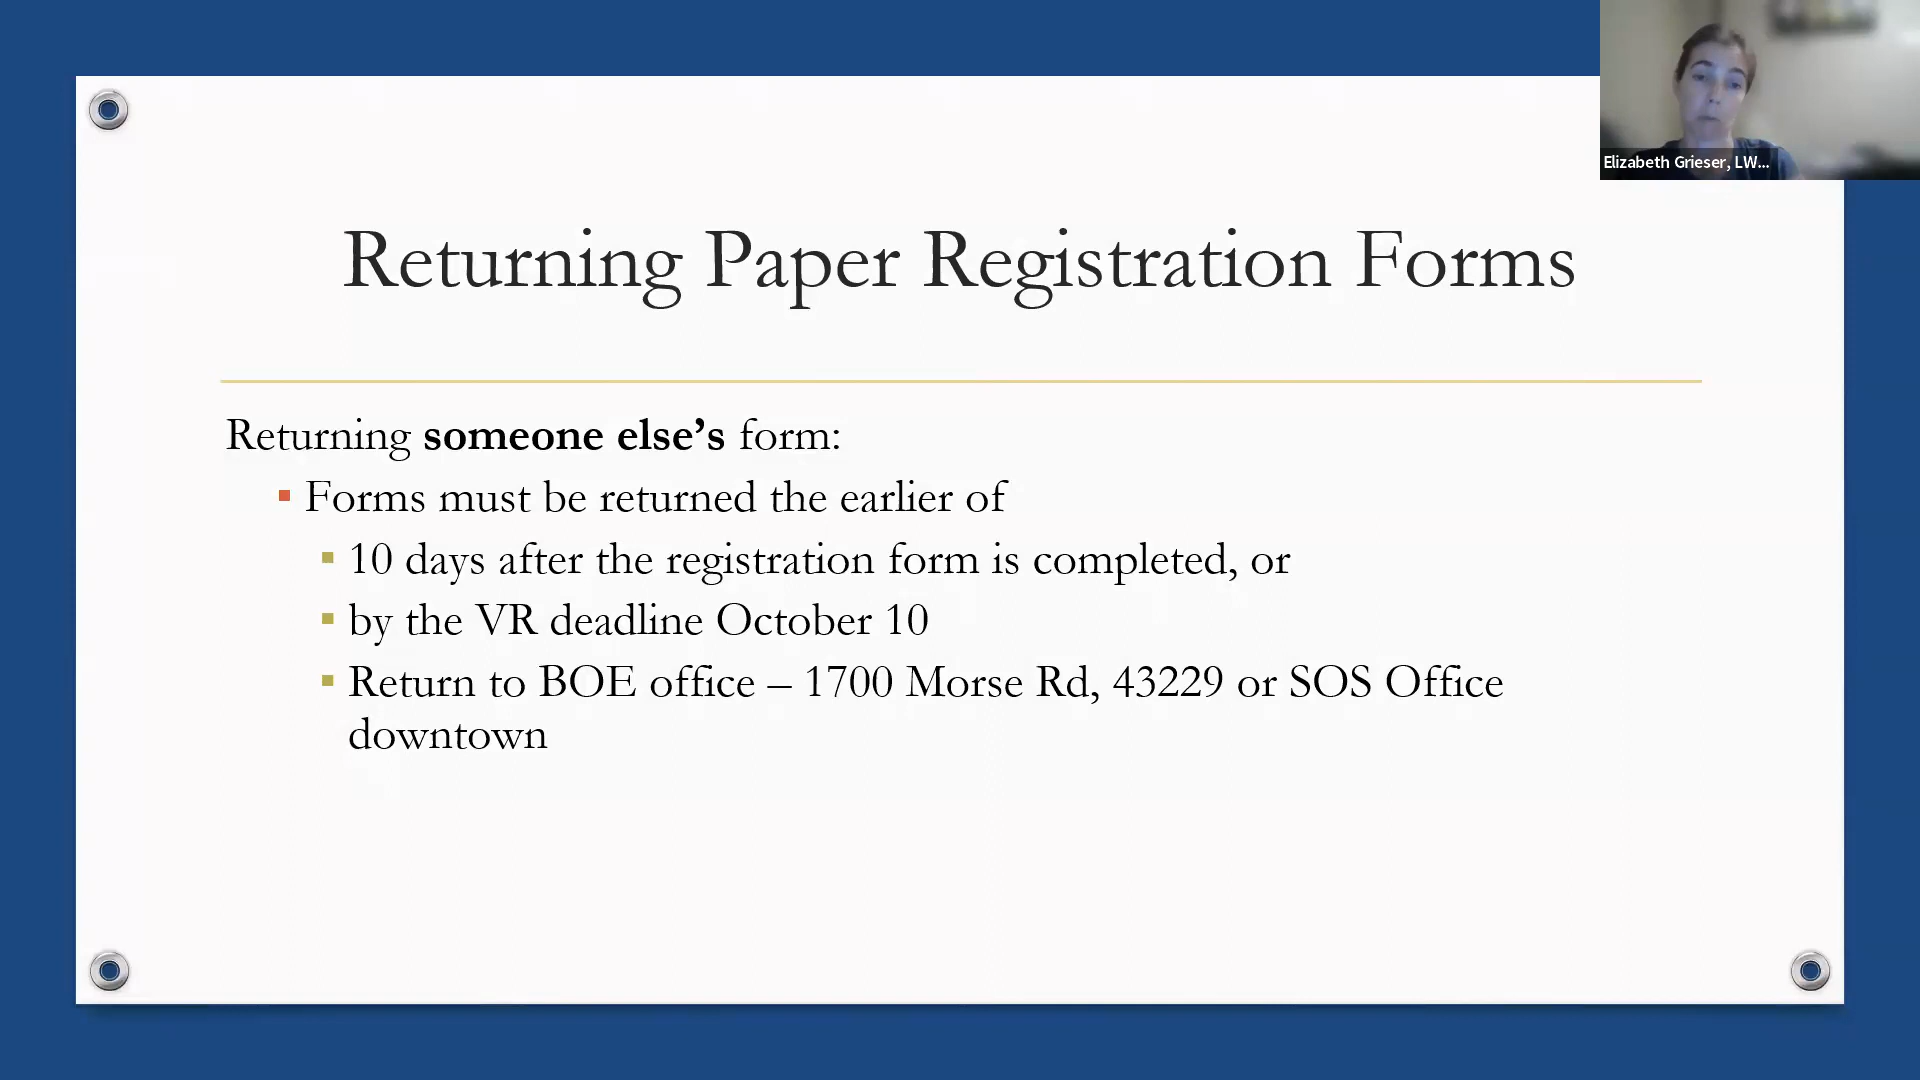 Elizabeth Grieser, LW...
Returning Paper Registration Forms
Returning someone else’s form:
Forms must be returned the earlier of
10 days after the registration form is completed, or
by the VR deadline October 10
Return to BOE office – 1700 Morse Rd, 43229 or SOS Office
downtown